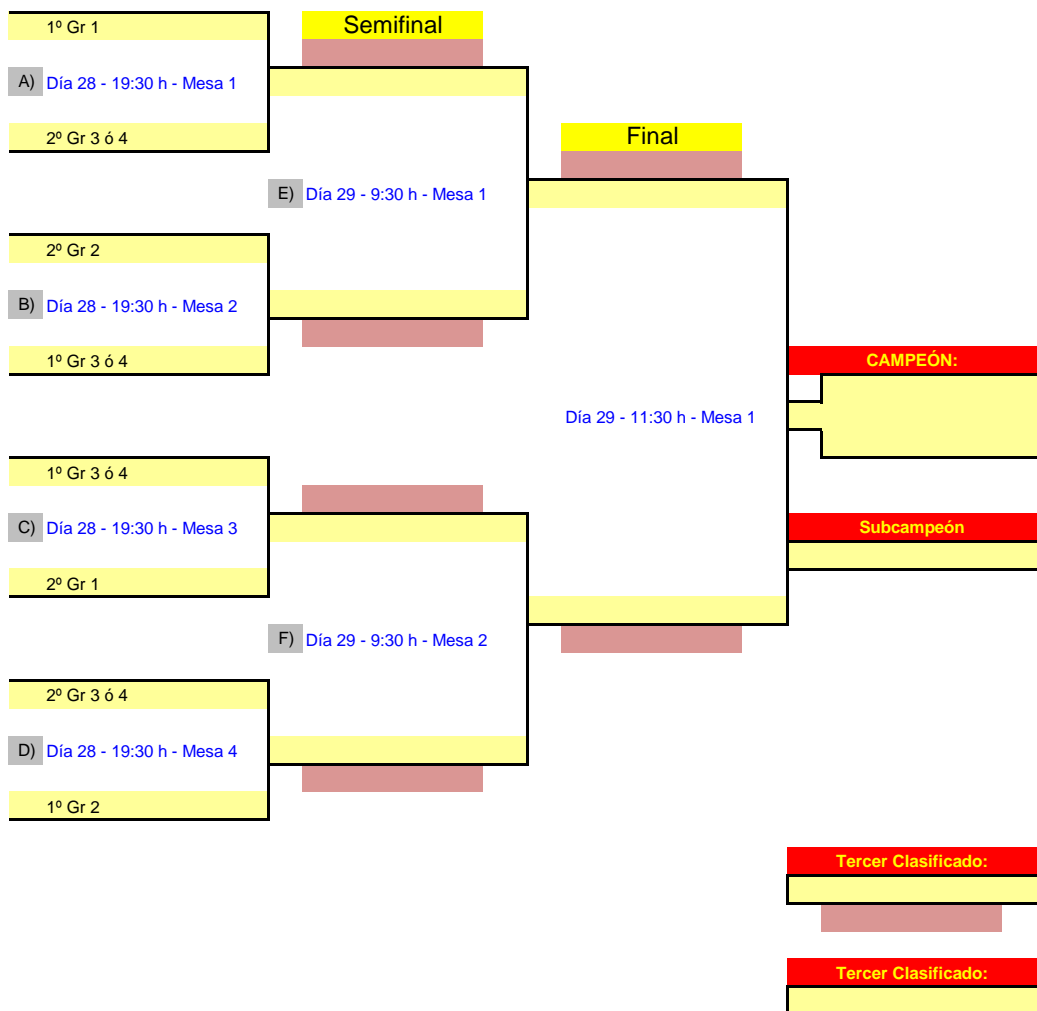 1º Gr 1
Semifinal
A) Día 28 - 19:30 h - Mesa 1
2º Gr 3 ó 4
Final
E) Día 29 - 9:30 h - Mesa 1
2º Gr 2
B) Día 28 - 19:30 h - Mesa 2
1º Gr 3 ó 4
CAMPEÓN:
Día 29 - 11:30 h - Mesa 1
1º Gr 3 ó 4
C) Día 28 - 19:30 h - Mesa 3
Subcampeón
2º Gr 1
F) Día 29 - 9:30 h - Mesa 2
2º Gr 3 ó 4
D) Día 28 - 19:30 h - Mesa 4
1º Gr 2
Tercer Clasificado:
Tercer Clasificado: